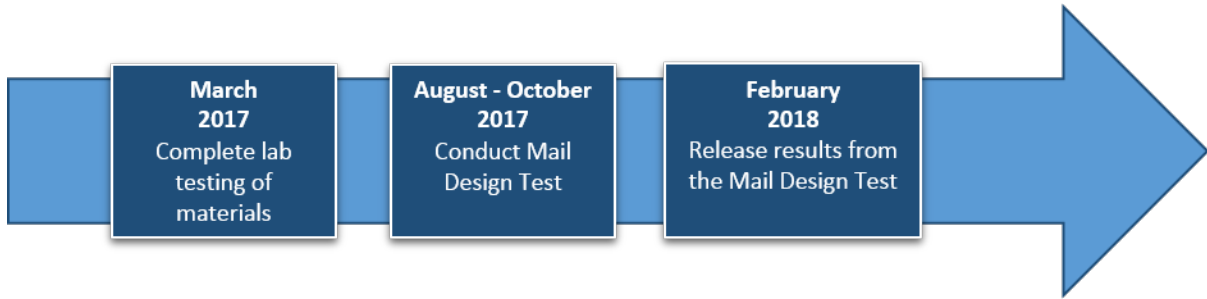 March
2017
Complete lab
testing of
materials
August - October
2017
Conduct Mail
Design Test
February
2018
Release results from
the Mail Design Test